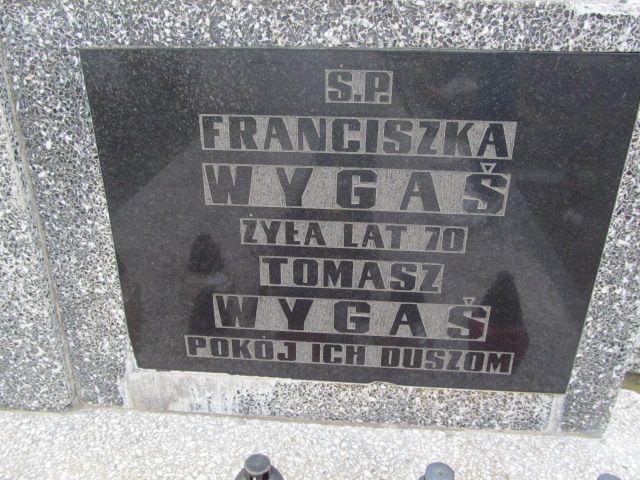 Ś.P.
FRANCISZKA
WYGAŚ
ŻYŁA LAT 70
TOMASZ
WYGAŚ
POKÓJ ICH DUSZOM